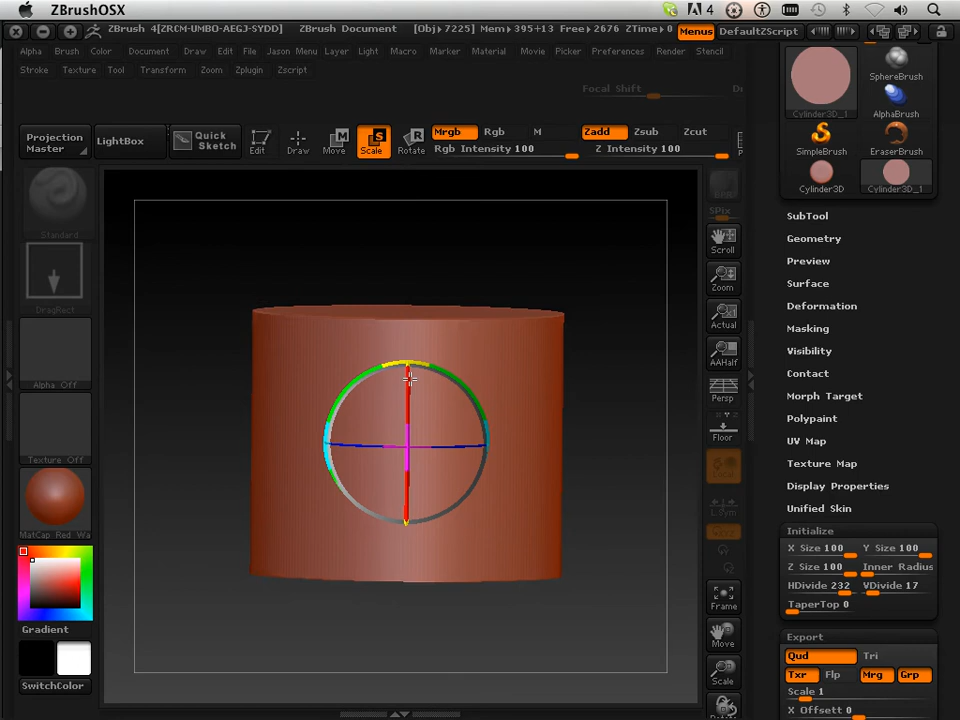 ZBrushOSX
4
ZBrush 4[ZRCM-UMBO-AEGJ-SYDD] ZBrush Document [Obj>7225] Mem>395+13 Free>2676 ZTime>0 Menus DefaultZScript
Alpha Brush Color Document Draw Edit File Jason Menu Layer Light Macro Marker Material Movie Picker Preferences Render Stencil
Stroke Texture Tool Transform Zoom Zplugin Zscript
Focal Shift
Projection Master
LightBox
Quick Sketch
Edit
Draw
Move
Scale
Rotate
Mrgb Rgb M
Rgb Intensity 100
Zadd Zsub Zcut
Z Intensity 100
Standard
DragRect
Alpha Off
Texture Off
MatCap Red Wa
Gradient
SwitchColor
SPix
Scroll
Zoom
Actual
AAHalf
Persp
Floor
Local
L.Sym
Frame
Move
Scale
Cylinder3D_1
SphereBrush
AlphaBrush
SimpleBrush
EraserBrush
Cylinder3D
Cylinder3D_1
SubTool
Geometry
Preview
Surface
Deformation
Masking
Visibility
Contact
Morph Target
Polypaint
UV Map
Texture Map
Display Properties
Unified Skin
Initialize
X Size 100 Y Size 100
Z Size 100 Inner Radius
HDivide 232 VDivide 17
TaperTop 0
Export
Qud Tri
Txr Flp Mrg Grp
Scale 1
X Offsett 0